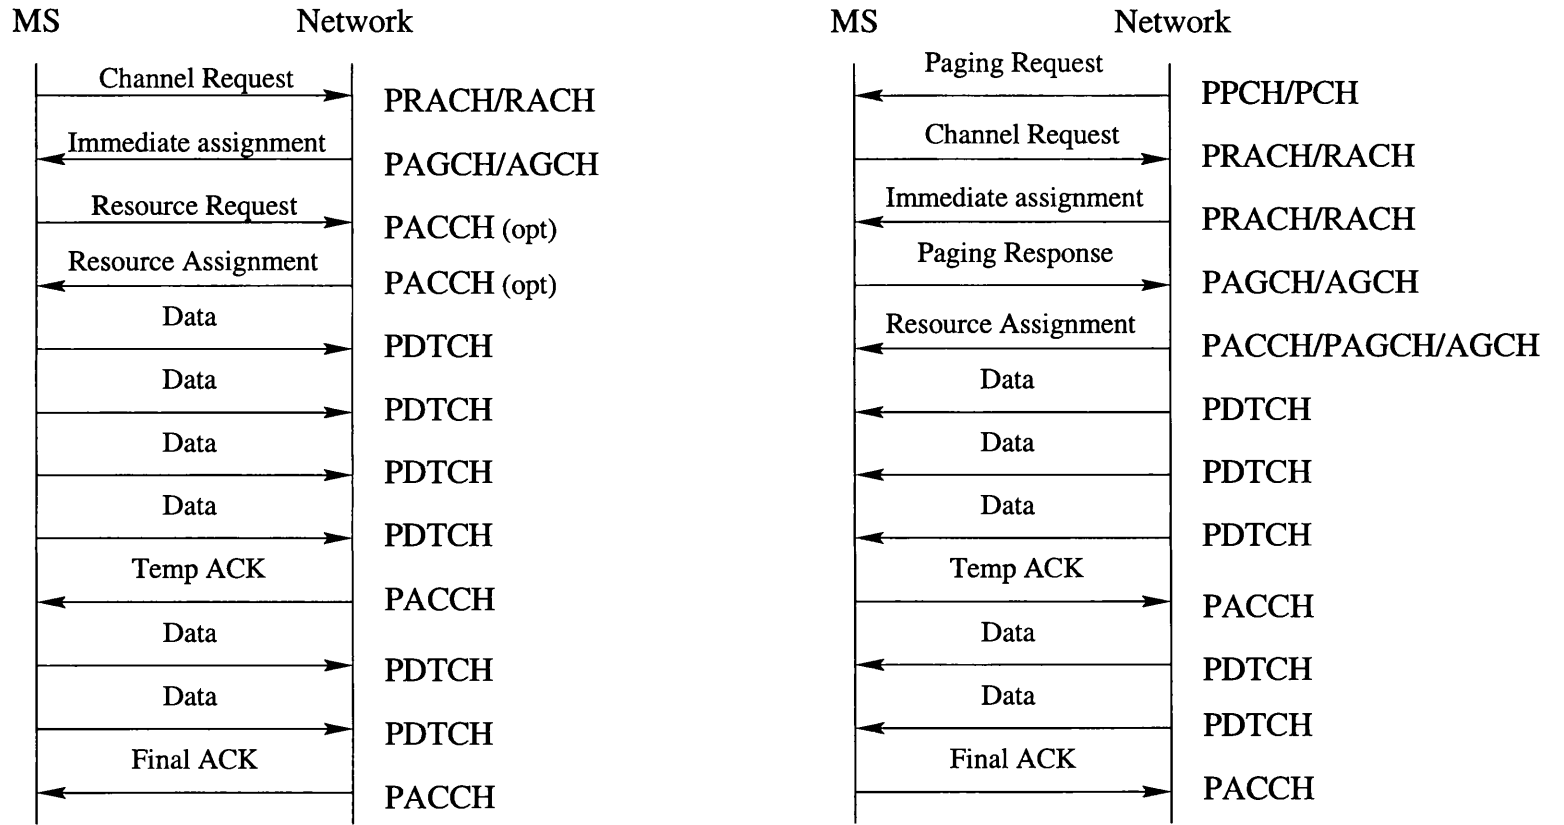 MS Network
Channel Request
PRACH/RACH
Immediate assignment
PAGCH/AGCH
Resource Request
PACCH (opt)
Resource Assignment
PACCH (opt)
Data
PDTCH
Data
PDTCH
Data
PDTCH
Data
PDTCH
Temp ACK
PACCH
Data
PDTCH
Data
PDTCH
Final ACK
PACCH
MS Network
Paging Request
PPCH/PCH
Channel Request
PRACH/RACH
Immediate assignment
PRACH/RACH
Paging Response
PAGCH/AGCH
Resource Assignment
PACCH/PAGCH/AGCH
Data
PDTCH
Data
PDTCH
Data
PDTCH
Temp ACK
PACCH
Data
PDTCH
Data
PDTCH
Final ACK
PACCH